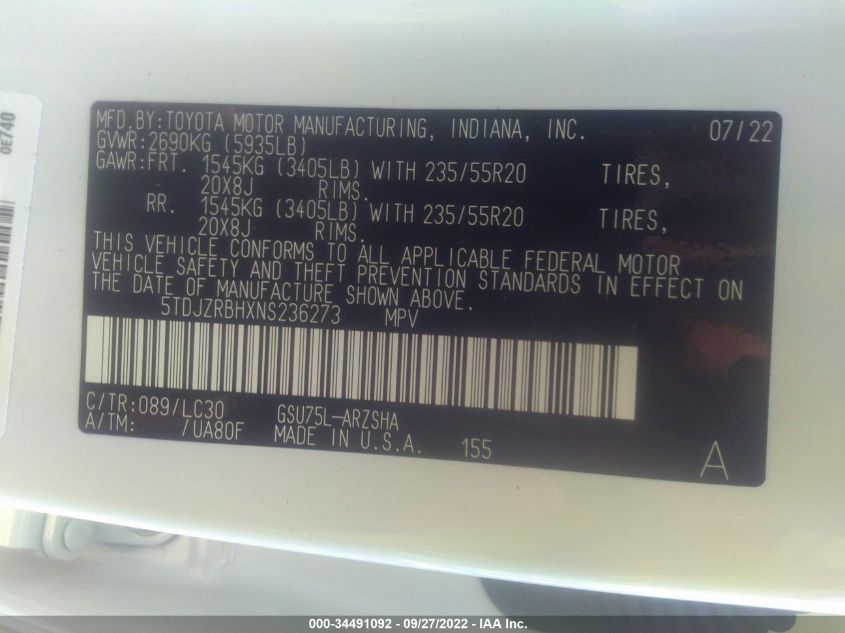 0E740
MFD.BY:TOYOTA MOTOR MANUFACTURING, INDIANA, INC. 07/22
GVWR:2690KG (5935LB)
GAWR:FRT. 1545KG (3405LB) WITH 235/55R20 TIRES,
20X8J RIMS.
RR. 1545KG (3405LB) WITH 235/55R20 TIRES,
20X8J RIMS.
THIS VEHICLE CONFORMS TO ALL APPLICABLE FEDERAL MOTOR
VEHICLE SAFETY AND THEFT PREVENTION STANDARDS IN EFFECT ON
THE DATE OF MANUFACTURE SHOWN ABOVE.
5TDJZRBHXNS236273 MPV
C/TR:089/LC30 GSU75L-ARZSHA
A/TM: /UA80F MADE IN U.S.A. 155
A
000-34491092 - 09/27/2022 - IAA Inc.